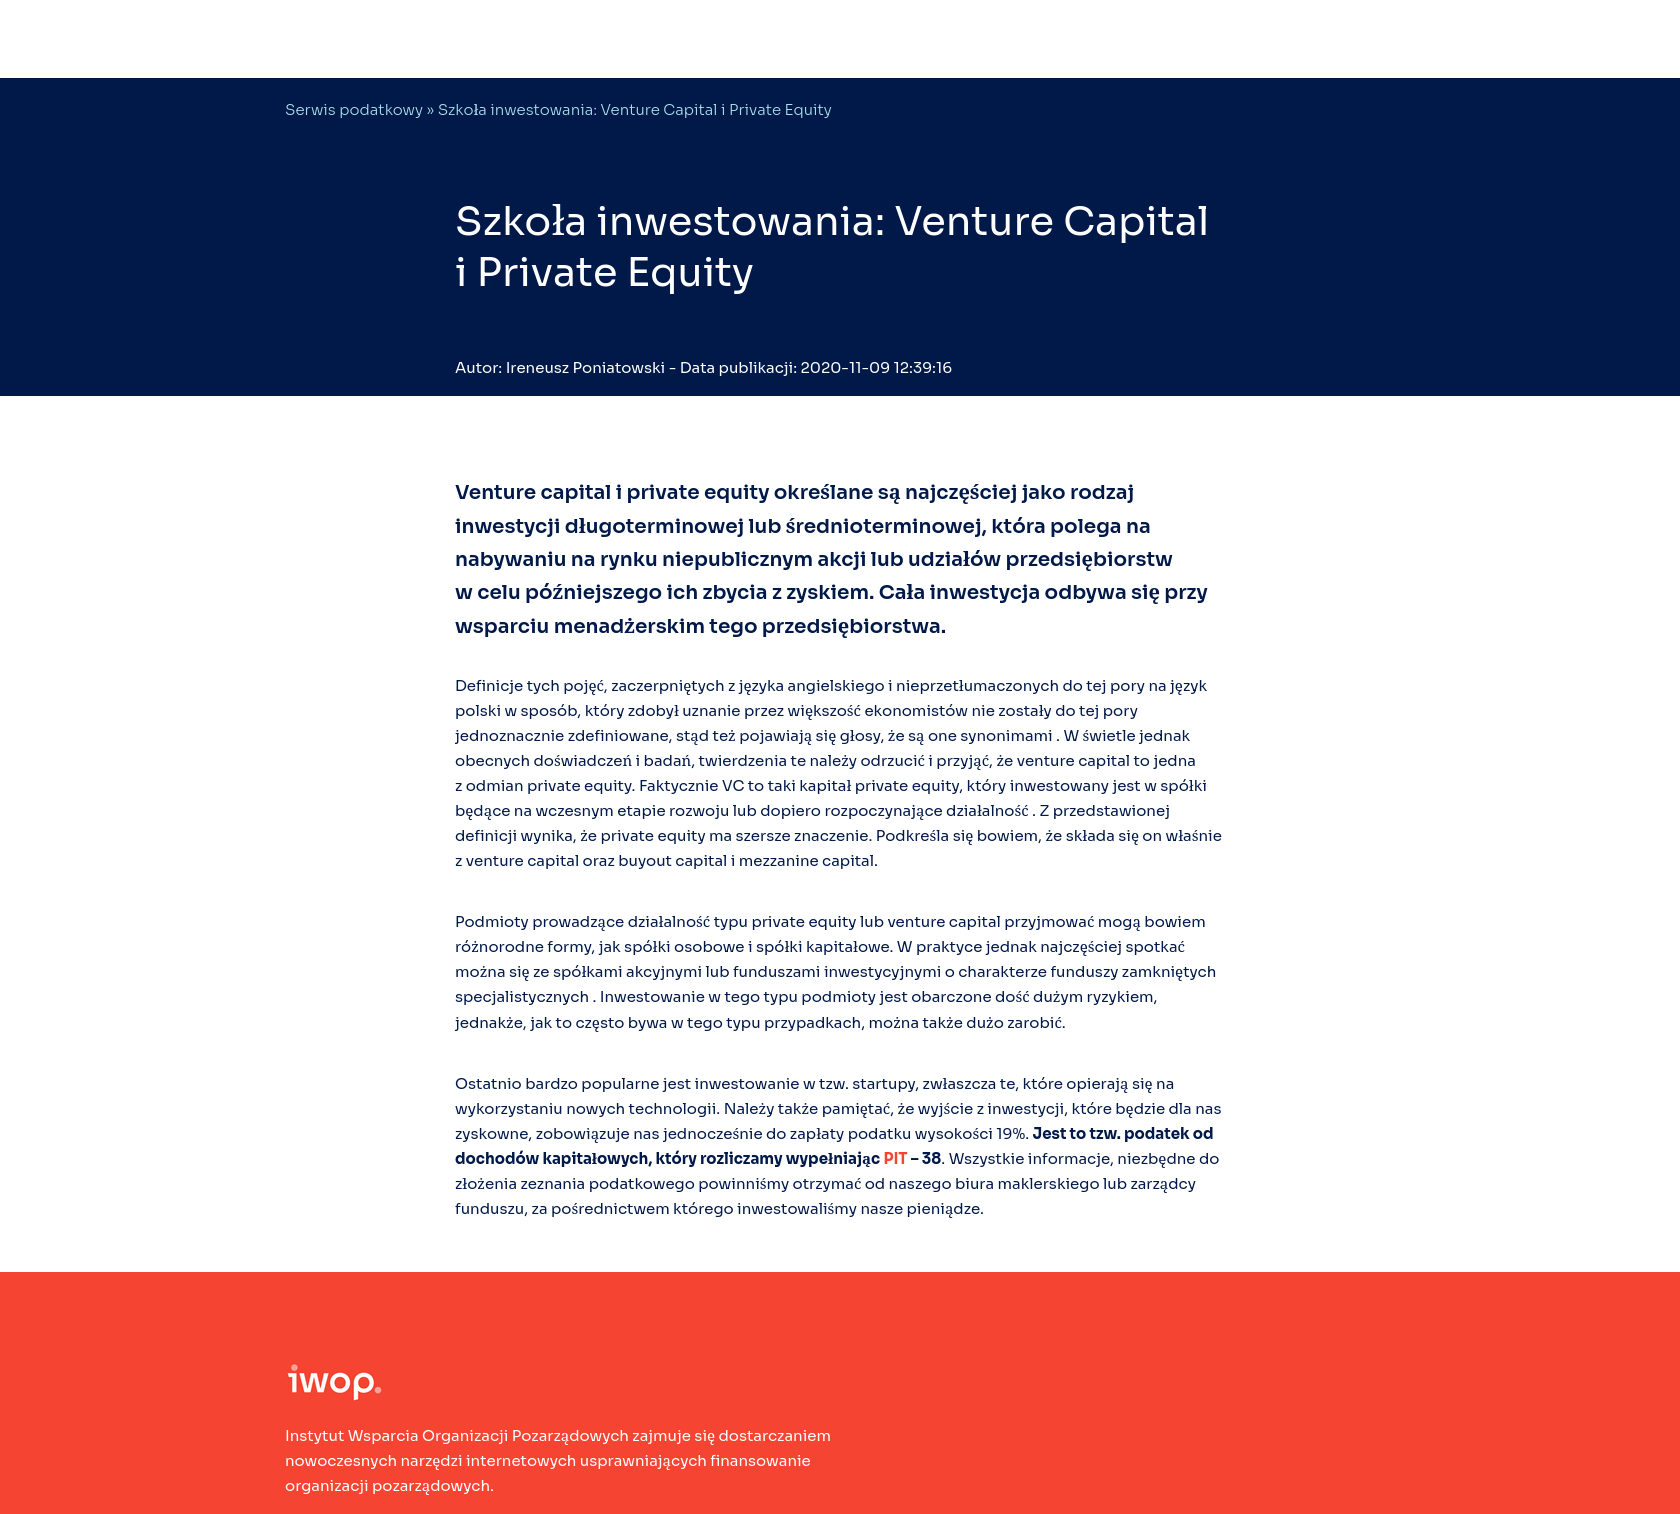 Serwis podatkowy » Szkoła inwestowania: Venture Capital i Private Equity
Szkoła inwestowania: Venture Capital
i Private Equity
Autor: Ireneusz Poniatowski - Data publikacji: 2020-11-09 12:39:16
Venture capital i private equity określane są najczęściej jako rodzaj
inwestycji długoterminowej lub średnioterminowej, która polega na
nabywaniu na rynku niepublicznym akcji lub udziałów przedsiębiorstw
w celu późniejszego ich zbycia z zyskiem. Cała inwestycja odbywa się przy
wsparciu menadżerskim tego przedsiębiorstwa.
Definicje tych pojęć, zaczerpniętych z języka angielskiego i nieprzetłumaczonych do tej pory na język
polski w sposób, który zdobył uznanie przez większość ekonomistów nie zostały do tej pory
jednoznacznie zdefiniowane, stąd też pojawiają się głosy, że są one synonimami . W świetle jednak
obecnych doświadczeń i badań, twierdzenia te należy odrzucić i przyjąć, że venture capital to jedna
z odmian private equity. Faktycznie VC to taki kapitał private equity, który inwestowany jest w spółki
będące na wczesnym etapie rozwoju lub dopiero rozpoczynające działalność . Z przedstawionej
definicji wynika, że private equity ma szersze znaczenie. Podkreśla się bowiem, że składa się on właśnie
z venture capital oraz buyout capital i mezzanine capital.
Podmioty prowadzące działalność typu private equity lub venture capital przyjmować mogą bowiem
różnorodne formy, jak spółki osobowe i spółki kapitałowe. W praktyce jednak najczęściej spotkać
można się ze spółkami akcyjnymi lub funduszami inwestycyjnymi o charakterze funduszy zamkniętych
specjalistycznych . Inwestowanie w tego typu podmioty jest obarczone dość dużym ryzykiem,
jednakże, jak to często bywa w tego typu przypadkach, można także dużo zarobić.
Ostatnio bardzo popularne jest inwestowanie w tzw. startupy, zwłaszcza te, które opierają się na
wykorzystaniu nowych technologii. Należy także pamiętać, że wyjście z inwestycji, które będzie dla nas
zyskowne, zobowiązuje nas jednocześnie do zapłaty podatku wysokości 19%. Jest to tzw. podatek od
dochodów kapitałowych, który rozliczamy wypełniając PIT – 38. Wszystkie informacje, niezbędne do
złożenia zeznania podatkowego powinniśmy otrzymać od naszego biura maklerskiego lub zarządcy
funduszu, za pośrednictwem którego inwestowaliśmy nasze pieniądze.
iwop.
Instytut Wsparcia Organizacji Pozarządowych zajmuje się dostarczaniem
nowoczesnych narzędzi internetowych usprawniających finansowanie
organizacji pozarządowych.